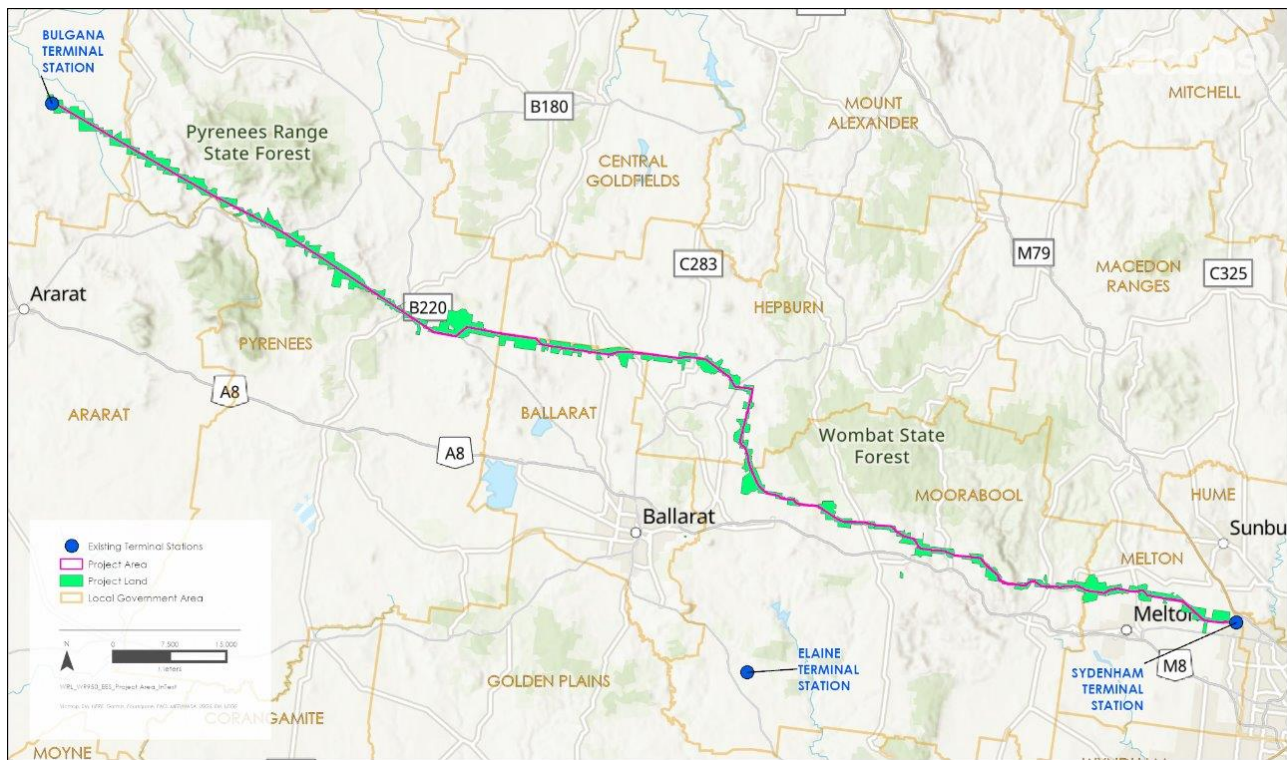 BULGANA
TERMINAL
STATION
Pyrenees Range
State Forest
B180
MOUNT
ALEXANDER
MITCHELL
CENTRAL
GOLDFIELDS
C283
M79
MACEDON
RANGES
C325
Ararat
B220
HEPBURN
PYRENEES
A8
ARARAT
BALLARAT
A8
Wombat State
Forest
MOORABOOL
HUME
Ballarat
MELTON
Sunbu
Existing Terminal Stations
Project Area
Project Land
Local Government Area
N
0 7,500 15,000
Melton
M8
ELAINE
TERMINAL
STATION
SYDENHAM
TERMINAL
STATION
GOLDEN PLAINS
CORANGAMITE
MOYNE